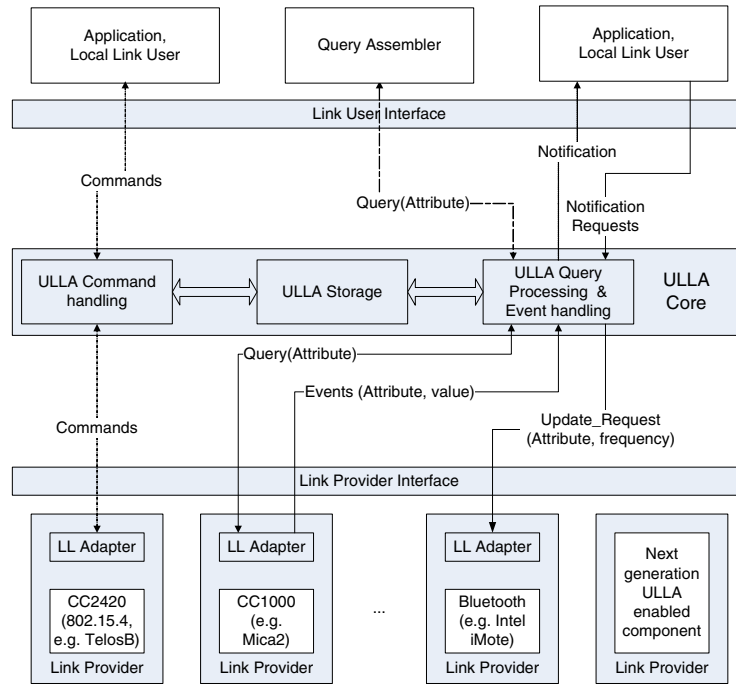 Application,
Local Link User
Query Assembler
Application,
Local Link User
Link User Interface
Notification
Commands
Query(Attribute)
Notification
Requests
ULLA Command
handling
ULLA Storage
ULLA Query
Processing &
Event handling
ULLA
Core
Query(Attribute)
Events (Attribute, value)
Commands
Update_Request
(Attribute, frequency)
Link Provider Interface
LL Adapter
CC2420
(802.15.4,
e.g. TelosB)
Link Provider
LL Adapter
CC1000
(e.g.
Mica2)
Link Provider
...
LL Adapter
Bluetooth
(e.g. Intel
iMote)
Link Provider
Next
generation
ULLA
enabled
component
Link Provider